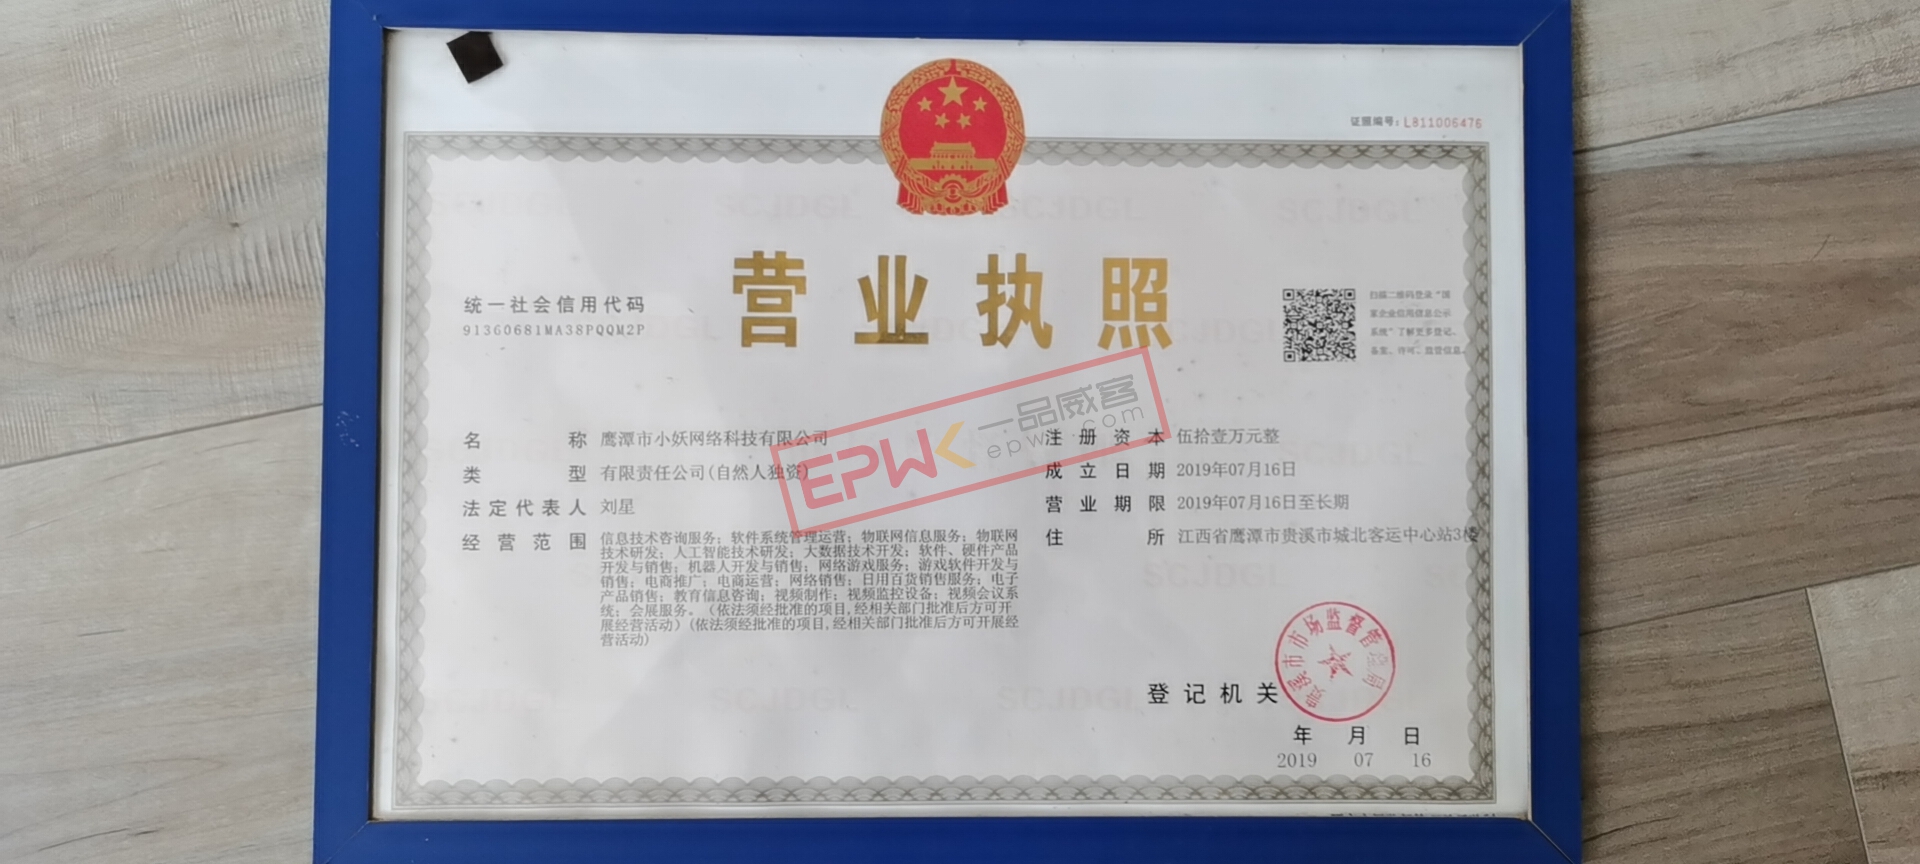 证照编号: L811006476
SCJDGL SCJDGL SCJDGL
营业执照
统一社会信用代码
91360681MA38PQQM2P
扫描二维码登录“国
家企业信用信息公示
系统”了解更多登记、
备案、许可、监管信息。
EPWK一品威客
epwk.com
名 称 鹰潭市小妖网络科技有限公司
类 型 有限责任公司(自然人独资)
法定代表人 刘星
经营范围 信息技术咨询服务；软件系统管理运营；物联网信息服务；物联网
技术研发；人工智能技术研发；大数据技术开发；软件、硬件产品
开发与销售；机器人开发与销售；网络游戏服务；游戏软件开发与
销售；电商推广；电商运营；网络销售；日用百货销售服务；电子
产品销售；教育信息咨询；视频制作；视频监控设备；视频会议系
统；会展服务。（依法须经批准的项目,经相关部门批准后方可开
展经营活动）(依法须经批准的项目,经相关部门批准后方可开展经
营活动)
注册资本 伍拾壹万元整
成立日期 2019年07月16日
营业期限 2019年07月16日至长期
住 所 江西省鹰潭市贵溪市城北客运中心站3楼
SCJDGL
SCJDGL SCJDGL SCJDGL
贵溪市市场监督管理局
登记机关
年 月 日
2019 07 16